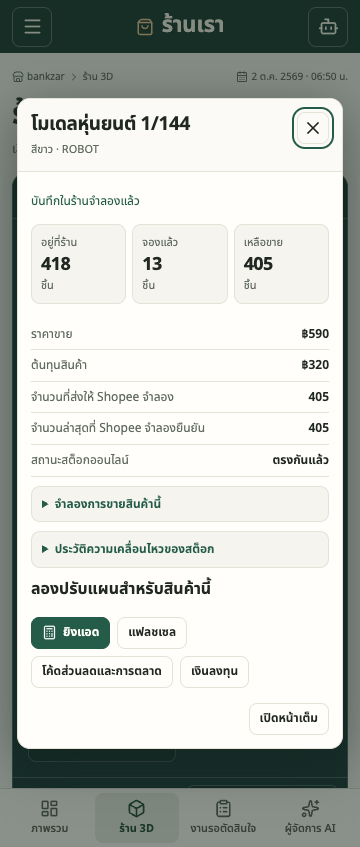 ร้านเรา
bankzar
ร้าน 3D
2 ต.ค. 2569 · 06:50 น.
โมเดลหุ่นยนต์ 1/144
สีขาว · ROBOT
บันทึกในร้านจำลองแล้ว
อยู่ที่ร้าน
418
ชิ้น
จองแล้ว
13
ชิ้น
เหลือขาย
405
ชิ้น
ราคาขาย ฿590
ต้นทุนสินค้า ฿320
จำนวนที่ส่งให้ Shopee จำลอง 405
จำนวนล่าสุดที่ Shopee จำลองยืนยัน 405
สถานะสต็อกออนไลน์ ตรงกันแล้ว
จำลองการขายสินค้านี้
ประวัติความเคลื่อนไหวของสต็อก
ลองปรับแผนสำหรับสินค้านี้
ยิงแอด
แฟลชเซล
โค้ดส่วนลดและการตลาด
เงินลงทุน
เปิดหน้าเต็ม
ภาพรวม
ร้าน 3D
งานรอตัดสินใจ
ผู้จัดการ AI